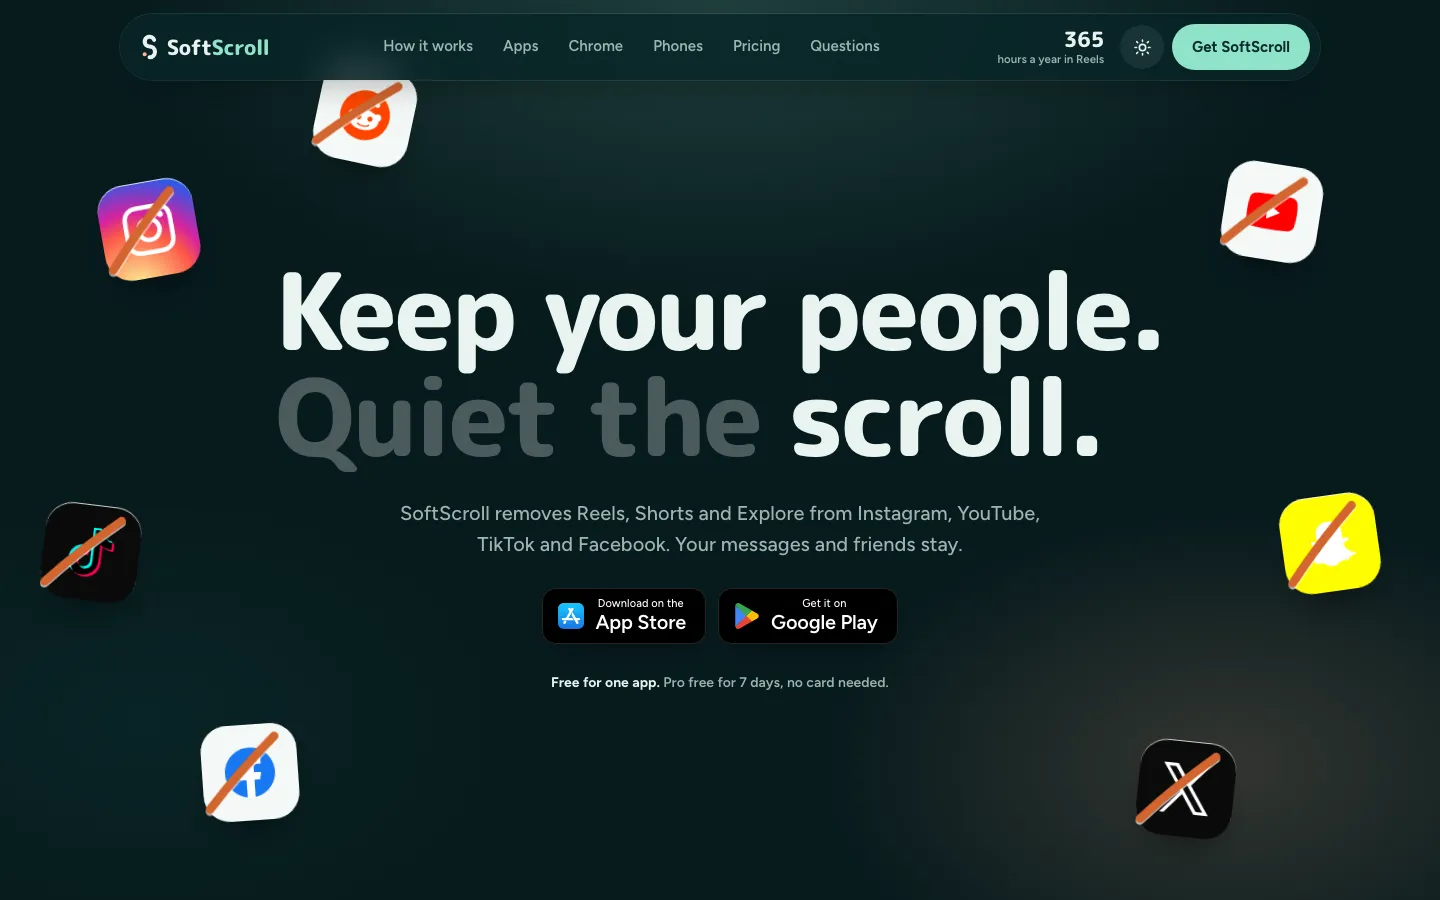 SoftScroll
How it works
Apps
Chrome
Phones
Pricing
Questions
365
hours a year in Reels
Get SoftScroll
Keep your people.
Quiet the scroll.
SoftScroll removes Reels, Shorts and Explore from Instagram, YouTube,
TikTok and Facebook. Your messages and friends stay.
Download on the
App Store
Get it on
Google Play
Free for one app. Pro free for 7 days, no card needed.